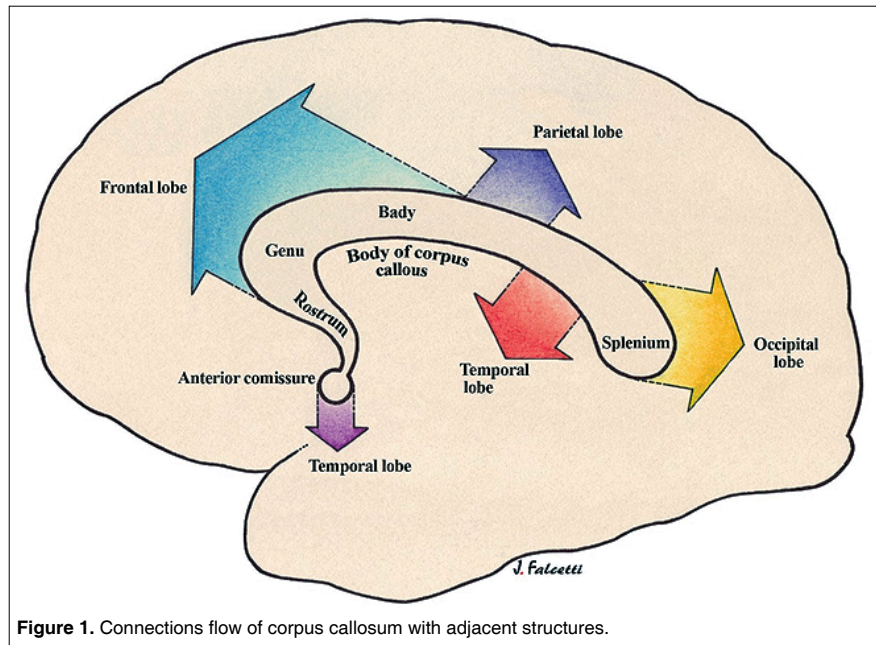 Parietal lobe
Frontal lobe
Bady
Genu
Body of corpus
callous
Rostrum
Splenium
Occipital
lobe
Anterior comissure
Temporal
lobe
Temporal lobe
J. Falcetti
Figure 1. Connections flow of corpus callosum with adjacent structures.